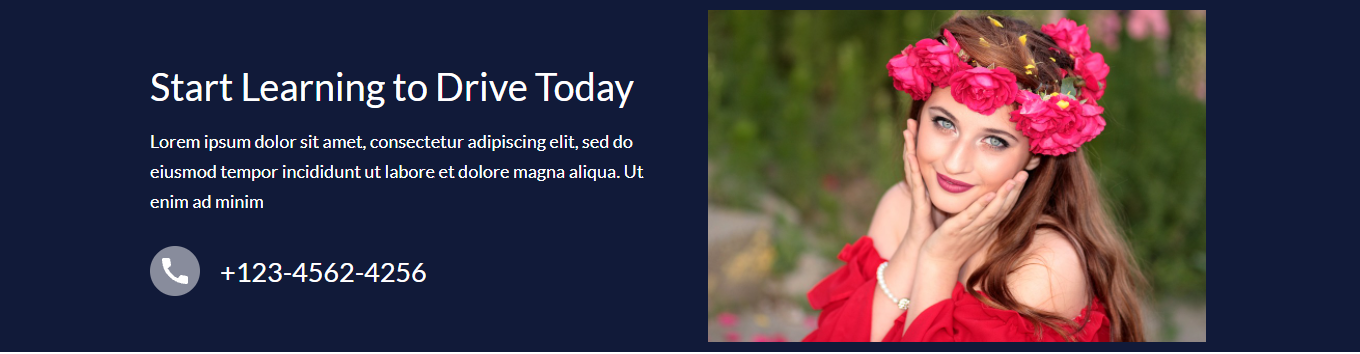 Start Learning to Drive Today
Lorem ipsum dolor sit amet, consectetur adipiscing elit, sed do
eiusmod tempor incididunt ut labore et dolore magna aliqua. Ut
enim ad minim
+123-4562-4256